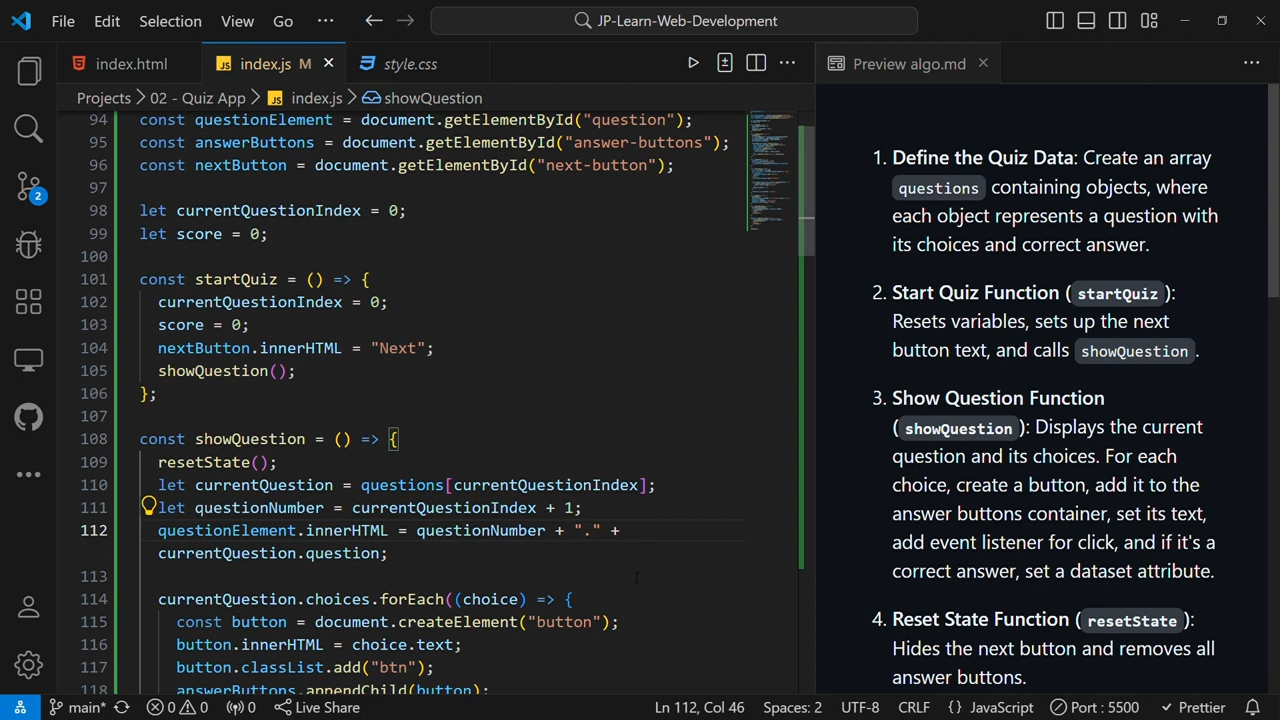 File Edit Selection View Go ··· JP-Learn-Web-Development
index.html
index.js M
style.css
Preview algo.md
Projects > 02 - Quiz App > index.js > showQuestion
94 const questionElement = document.getElementById("question");
95 const answerButtons = document.getElementById("answer-buttons");
96 const nextButton = document.getElementById("next-button");
97
98 let currentQuestionIndex = 0;
99 let score = 0;
100
101 const startQuiz = () => {
102 currentQuestionIndex = 0;
103 score = 0;
104 nextButton.innerHTML = "Next";
105 showQuestion();
106 };
107
108 const showQuestion = () => {
109 resetState();
110 let currentQuestion = questions[currentQuestionIndex];
111 let questionNumber = currentQuestionIndex + 1;
112 questionElement.innerHTML = questionNumber + "." +
currentQuestion.question;
113
114 currentQuestion.choices.forEach((choice) => {
115 const button = document.createElement("button");
116 button.innerHTML = choice.text;
117 button.classList.add("btn");
118 answerButtons.appendChild(button);
1. Define the Quiz Data: Create an array
questions containing objects, where
each object represents a question with
its choices and correct answer.
2. Start Quiz Function (startQuiz):
Resets variables, sets up the next
button text, and calls showQuestion.
3. Show Question Function
(showQuestion): Displays the current
question and its choices. For each
choice, create a button, add it to the
answer buttons container, set its text,
add event listener for click, and if it's a
correct answer, set a dataset attribute.
4. Reset State Function (resetState):
Hides the next button and removes all
answer buttons.
2
main* 0 0 0 Live Share Ln 112, Col 46 Spaces: 2 UTF-8 CRLF {} JavaScript Port : 5500 Prettier